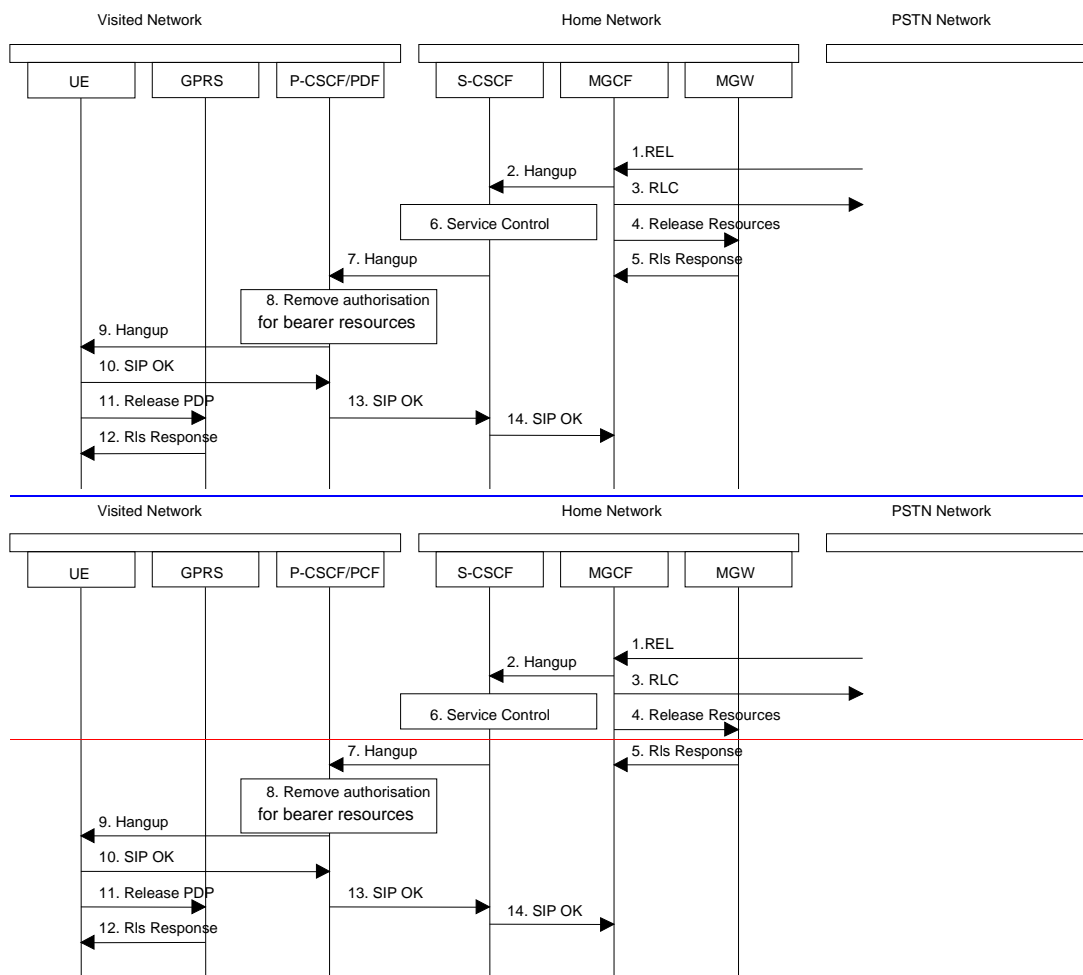 Visited Network
Home Network
PSTN Network
UE
GPRS
P-CSCF/PDF
S-CSCF
MGCF
MGW
1.REL
2. Hangup
3. RLC
6. Service Control
4. Release Resources
7. Hangup
5. Rls Response
8. Remove authorisation
for bearer resources
9. Hangup
10. SIP OK
11. Release PDP
13. SIP OK
14. SIP OK
12. Rls Response
Visited Network
Home Network
PSTN Network
UE
GPRS
P-CSCF/PCF
S-CSCF
MGCF
MGW
1.REL
2. Hangup
3. RLC
6. Service Control
4. Release Resources
7. Hangup
5. Rls Response
8. Remove authorisation
for bearer resources
9. Hangup
10. SIP OK
11. Release PDP
13. SIP OK
14. SIP OK
12. Rls Response